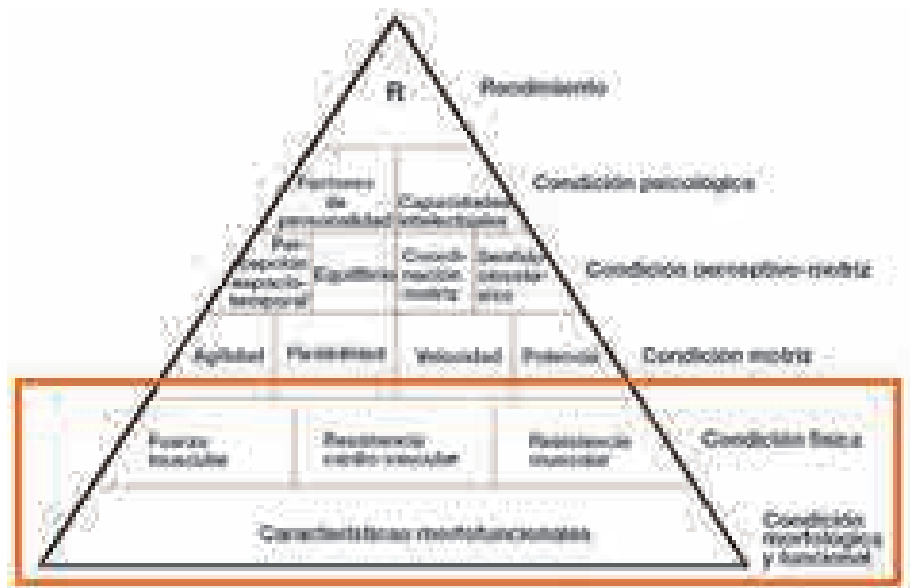 R
Rendimiento
Factores
de
personalidad
Capacidades
intelectuales
Condición psicológica
Per-
cepción
espacio-
temporal
Equilibrio
Coordi-
nación
motriz
Sentido
Condición perceptivo-motriz
Agilidad
Flexibilidad
Velocidad
Potencia
Condición motriz
Fuerza
muscular
Resistencia
cardio-vascular
Resistencia
muscular
Condición física
Características morfofuncionales
Condición
morfológica
y funcional